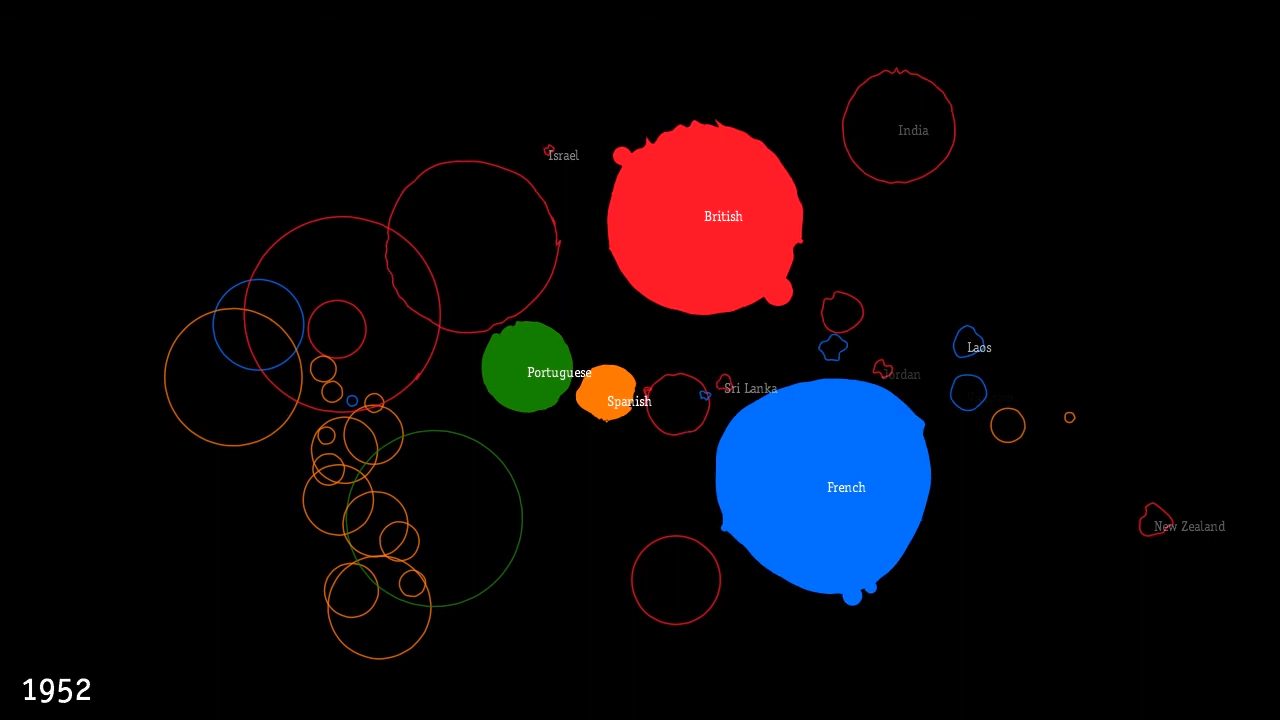 India
Israel
British
Laos
Portuguese
Jordan
Sri Lanka
Spanish
French
New Zealand
1952